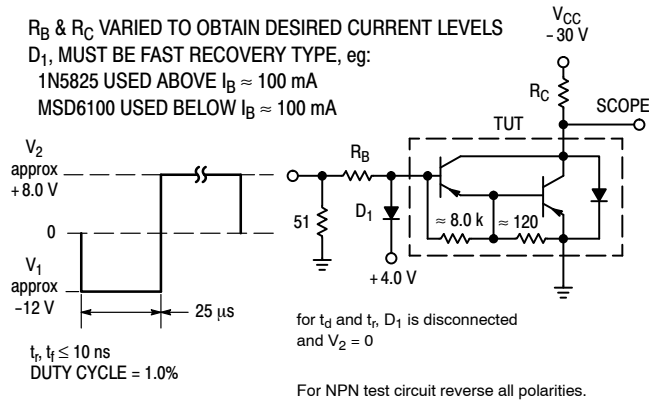 R_B & R_C VARIED TO OBTAIN DESIRED CURRENT LEVELS
D_1, MUST BE FAST RECOVERY TYPE, eg:
1N5825 USED ABOVE I_B ≈ 100 mA
MSD6100 USED BELOW I_B ≈ 100 mA
V_CC
- 30 V
R_C
SCOPE
TUT
V_2
approx
+8.0 V
0
V_1
approx
-12 V
25 μs
t_r, t_f ≤ 10 ns
DUTY CYCLE = 1.0%
51
R_B
D_1
+4.0 V
≈ 8.0 k
≈ 120
for t_d and t_r, D_1 is disconnected
and V_2 = 0
For NPN test circuit reverse all polarities.